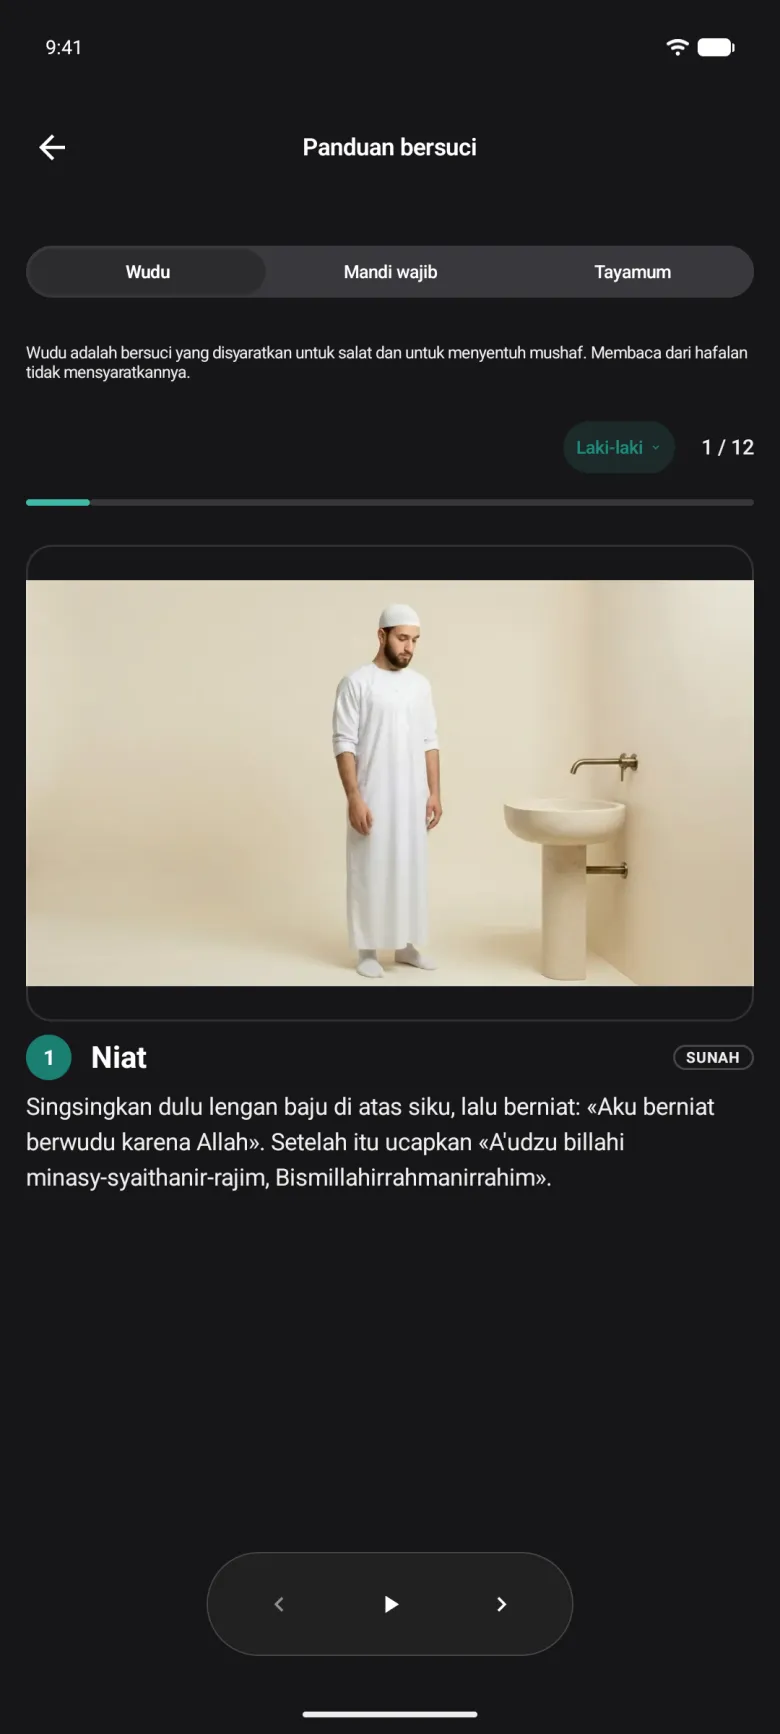 9:41
Panduan bersuci
Wudu
Mandi wajib
Tayamum
Wudu adalah bersuci yang disyaratkan untuk salat dan untuk menyentuh mushaf. Membaca dari hafalan
tidak mensyaratkannya.
Laki-laki
1 / 12
1
Niat
SUNAH
Singsingkan dulu lengan baju di atas siku, lalu berniat: «Aku berniat
berwudu karena Allah». Setelah itu ucapkan «A'udzu billahi
minasy-syaithanir-rajim, Bismillahirrahmanirrahim».